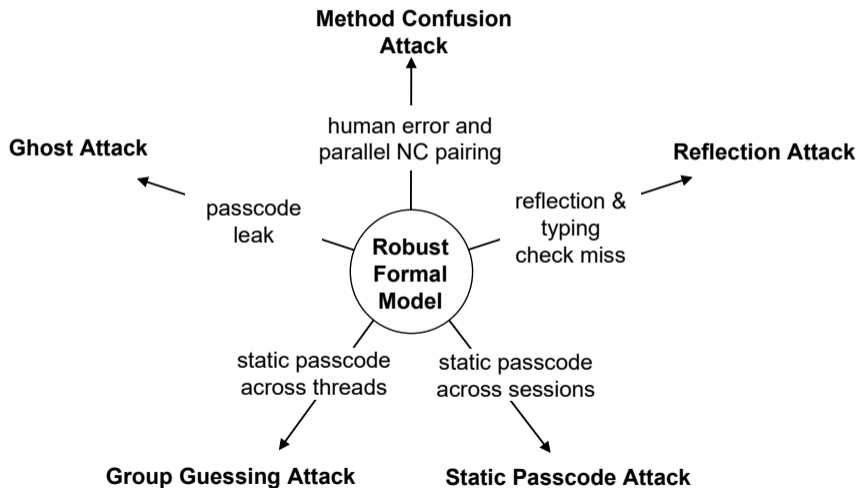 Method Confusion
Attack
human error and
parallel NC pairing
Ghost Attack
Reflection Attack
passcode
leak
reflection &
typing
check miss
Robust
Formal
Model
static passcode
across threads
static passcode
across sessions
Group Guessing Attack
Static Passcode Attack